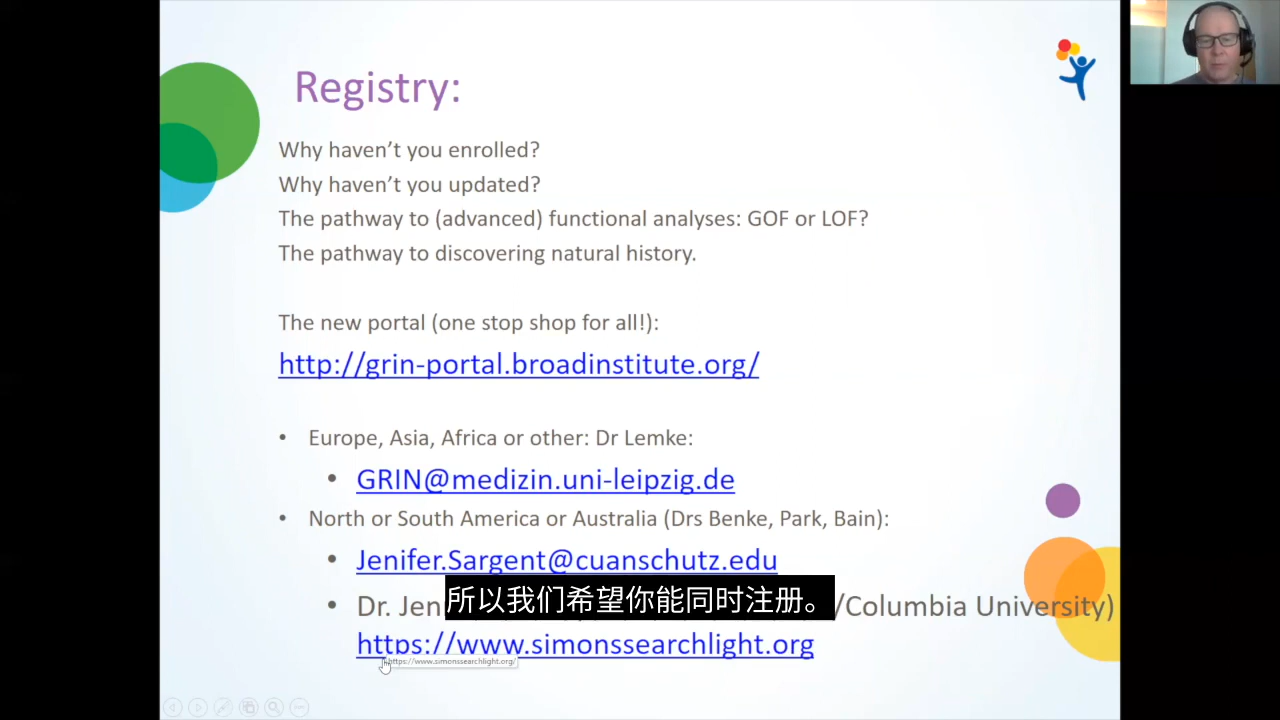 Registry:
Why haven’t you enrolled?
Why haven’t you updated?
The pathway to (advanced) functional analyses: GOF or LOF?
The pathway to discovering natural history.
The new portal (one stop shop for all!):
http://grin-portal.broadinstitute.org/
• Europe, Asia, Africa or other: Dr Lemke:
• GRIN@medizin.uni-leipzig.de
• North or South America or Australia (Drs Benke, Park, Bain):
• Jenifer.Sargent@cuanschutz.edu
• Dr. Jen /Columbia University)
所以我们希望你能同时注册。
https://www.simonssearchlight.org
https://www.simonssearchlight.org/